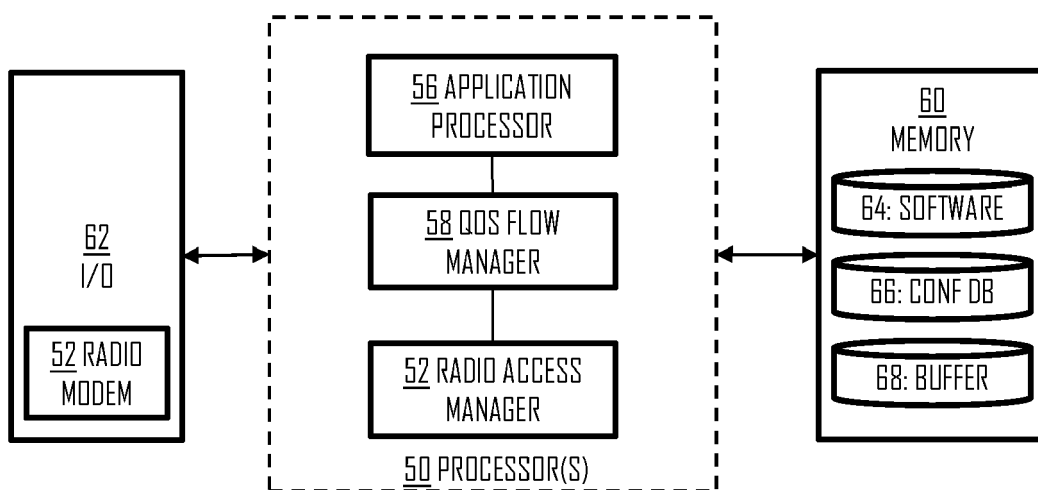 62
I/O
52 RADIO
MODEM
56 APPLICATION
PROCESSOR
58 QOS FLOW
MANAGER
52 RADIO ACCESS
MANAGER
50 PROCESSOR(S)
60
MEMORY
64: SOFTWARE
66: CONF DB
68: BUFFER